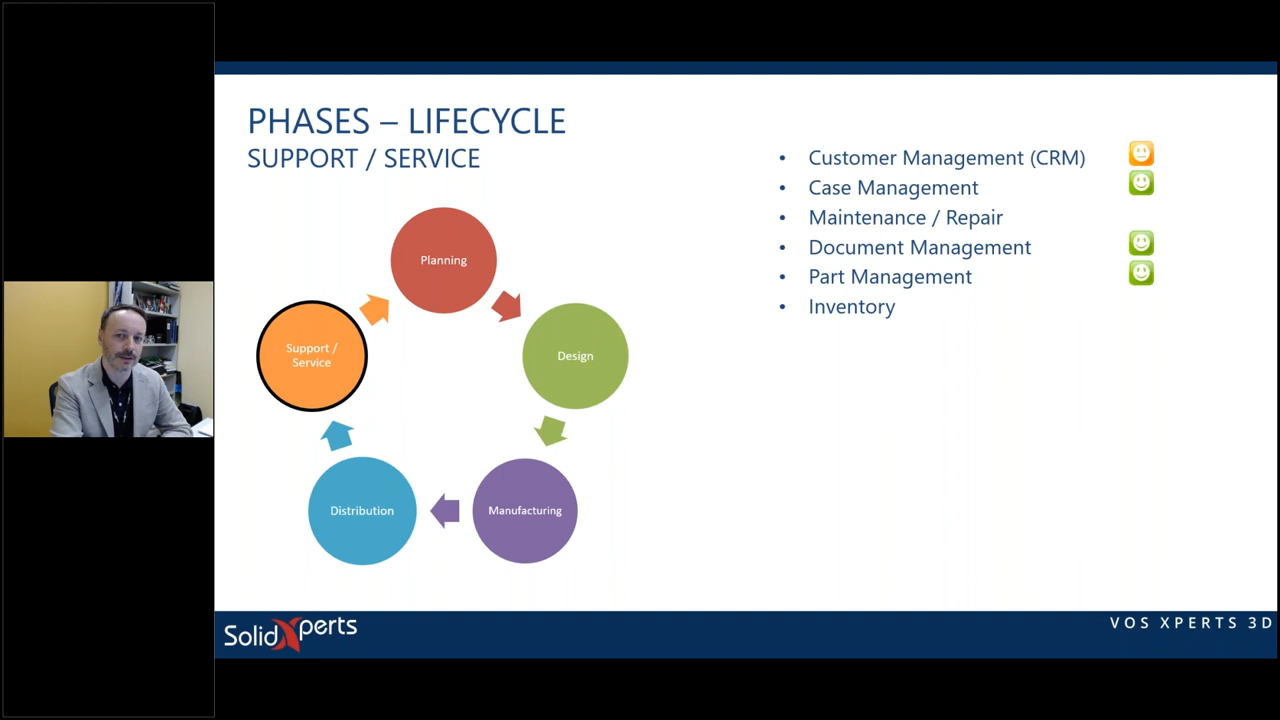 PHASES – LIFECYCLE
SUPPORT / SERVICE
Planning
Design
Manufacturing
Distribution
Support /
Service
• Customer Management (CRM)
• Case Management
• Maintenance / Repair
• Document Management
• Part Management
• Inventory
SolidXperts
VOS XPERTS 3D